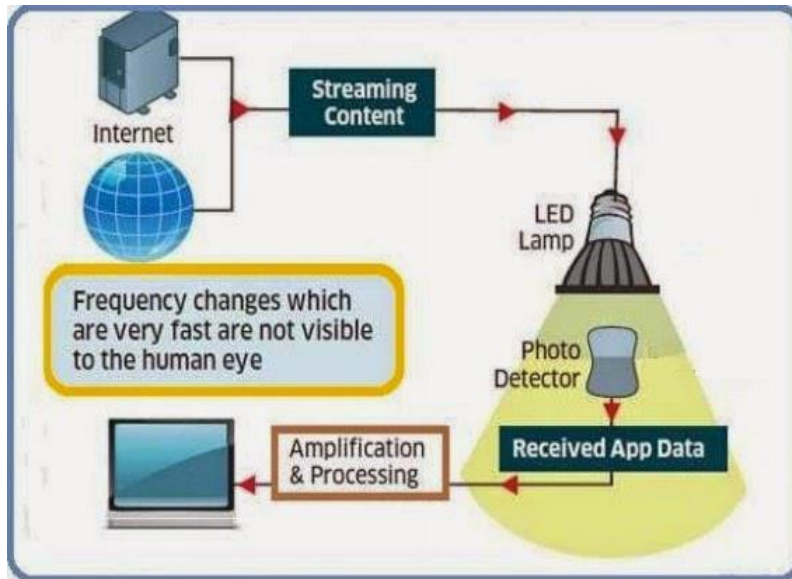 Streaming
Content
Internet
LED
Lamp
Frequency changes which
are very fast are not visible
to the human eye
Photo
Detector
Amplification
& Processing
Received App Data